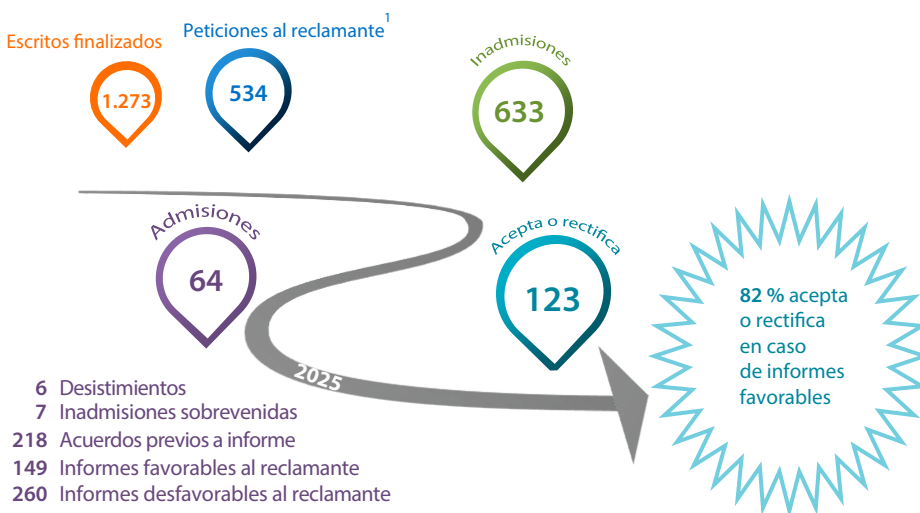 Escritos finalizados
1.273
Peticiones al reclamante1
534
Inadmisiones
633
Admisiones
64
Acepta o rectifica
123
2025
82 % acepta
o rectifica
en caso
de informes
favorables
6 Desistimientos
7 Inadmisiones sobrevenidas
218 Acuerdos previos a informe
149 Informes favorables al reclamante
260 Informes desfavorables al reclamante